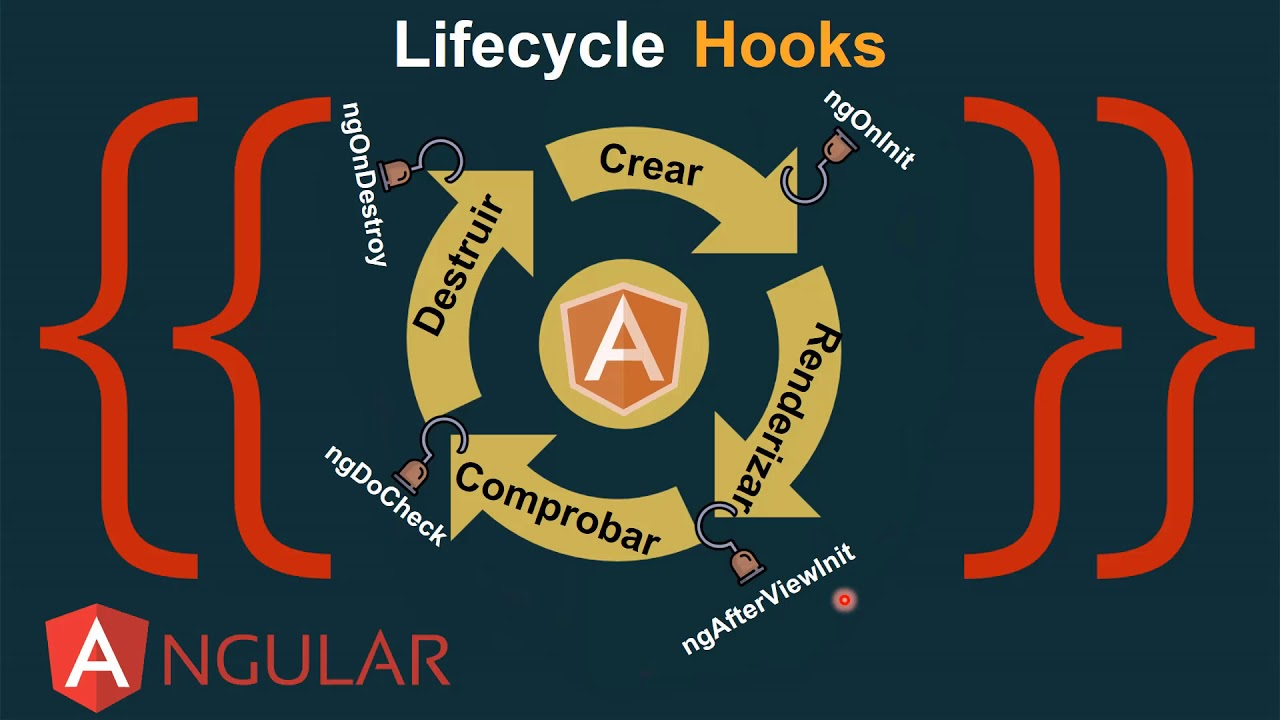 Lifecycle Hooks
ngOnDestroy
ngOnInit
Crear
Destruir
Renderizar
ngDoCheck
Comprobar
ngAfterViewInit
A
ANGULAR